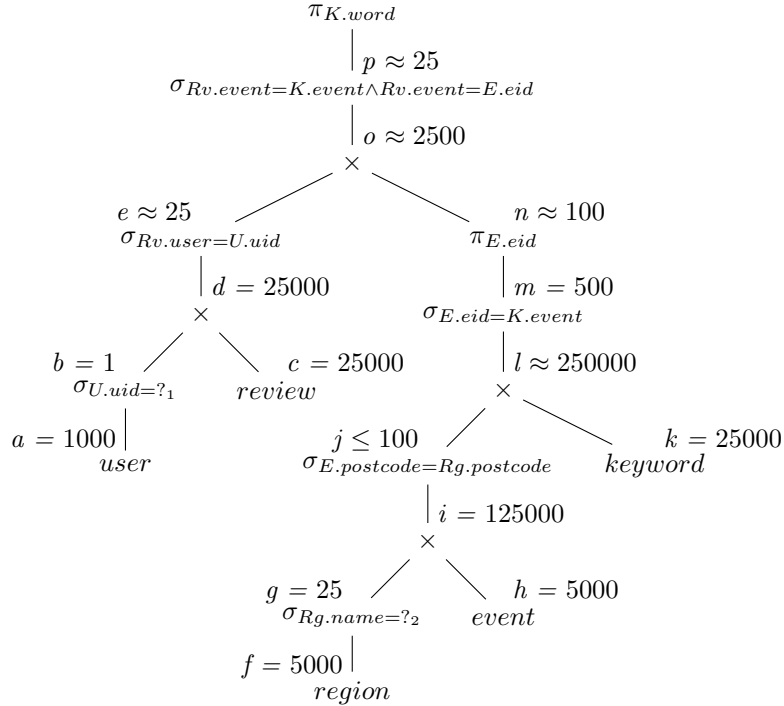 π_{K.word}
p ≈ 25
σ_{Rv.event=K.event∧Rv.event=E.eid}
o ≈ 2500
×
e ≈ 25
n ≈ 100
σ_{Rv.user=U.uid}
π_{E.eid}
d = 25000
m = 500
×
σ_{E.eid=K.event}
b = 1
c = 25000
l ≈ 250000
σ_{U.uid=?₁}
review
×
a = 1000
j ≤ 100
k = 25000
user
σ_{E.postcode=Rg.postcode}
keyword
i = 125000
×
g = 25
h = 5000
σ_{Rg.name=?₂}
event
f = 5000
region